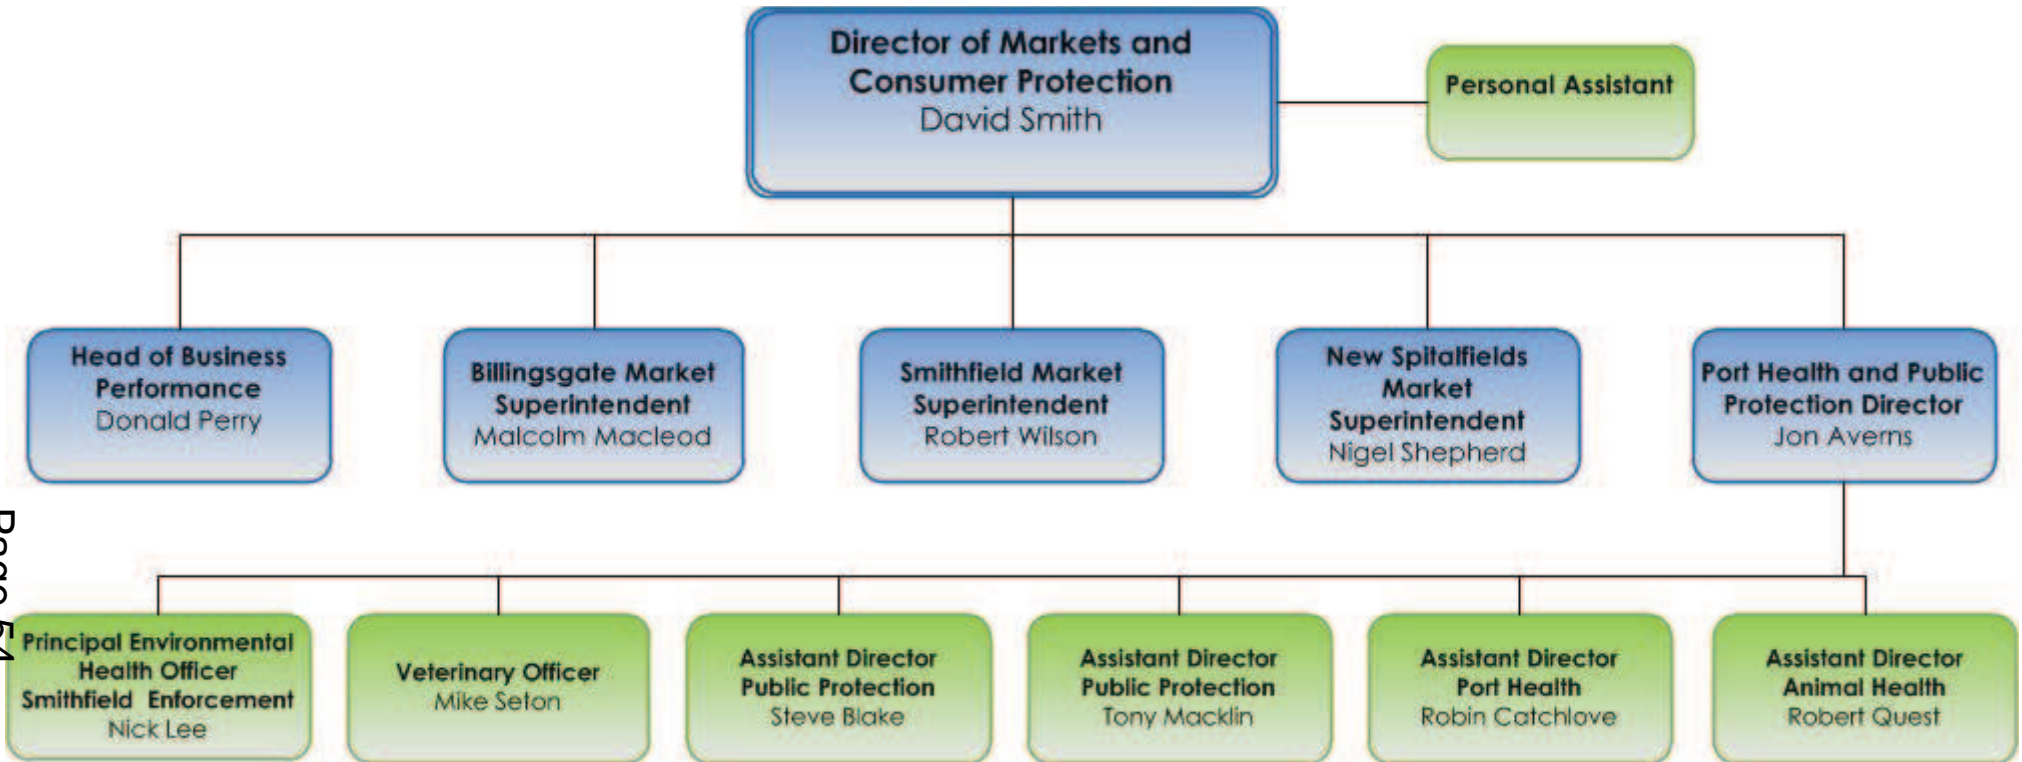 Director of Markets and
Consumer Protection
David Smith
Personal Assistant
Head of Business
Performance
Donald Perry
Billingsgate Market
Superintendent
Malcolm Macleod
Smithfield Market
Superintendent
Robert Wilson
New Spitalfields
Market
Superintendent
Nigel Shepherd
Port Health and Public
Protection Director
Jon Averns
Page 54
Principal Environmental
Health Officer
Smithfield Enforcement
Nick Lee
Veterinary Officer
Mike Seton
Assistant Director
Public Protection
Steve Blake
Assistant Director
Public Protection
Tony Macklin
Assistant Director
Port Health
Robin Catchlove
Assistant Director
Animal Health
Robert Quest